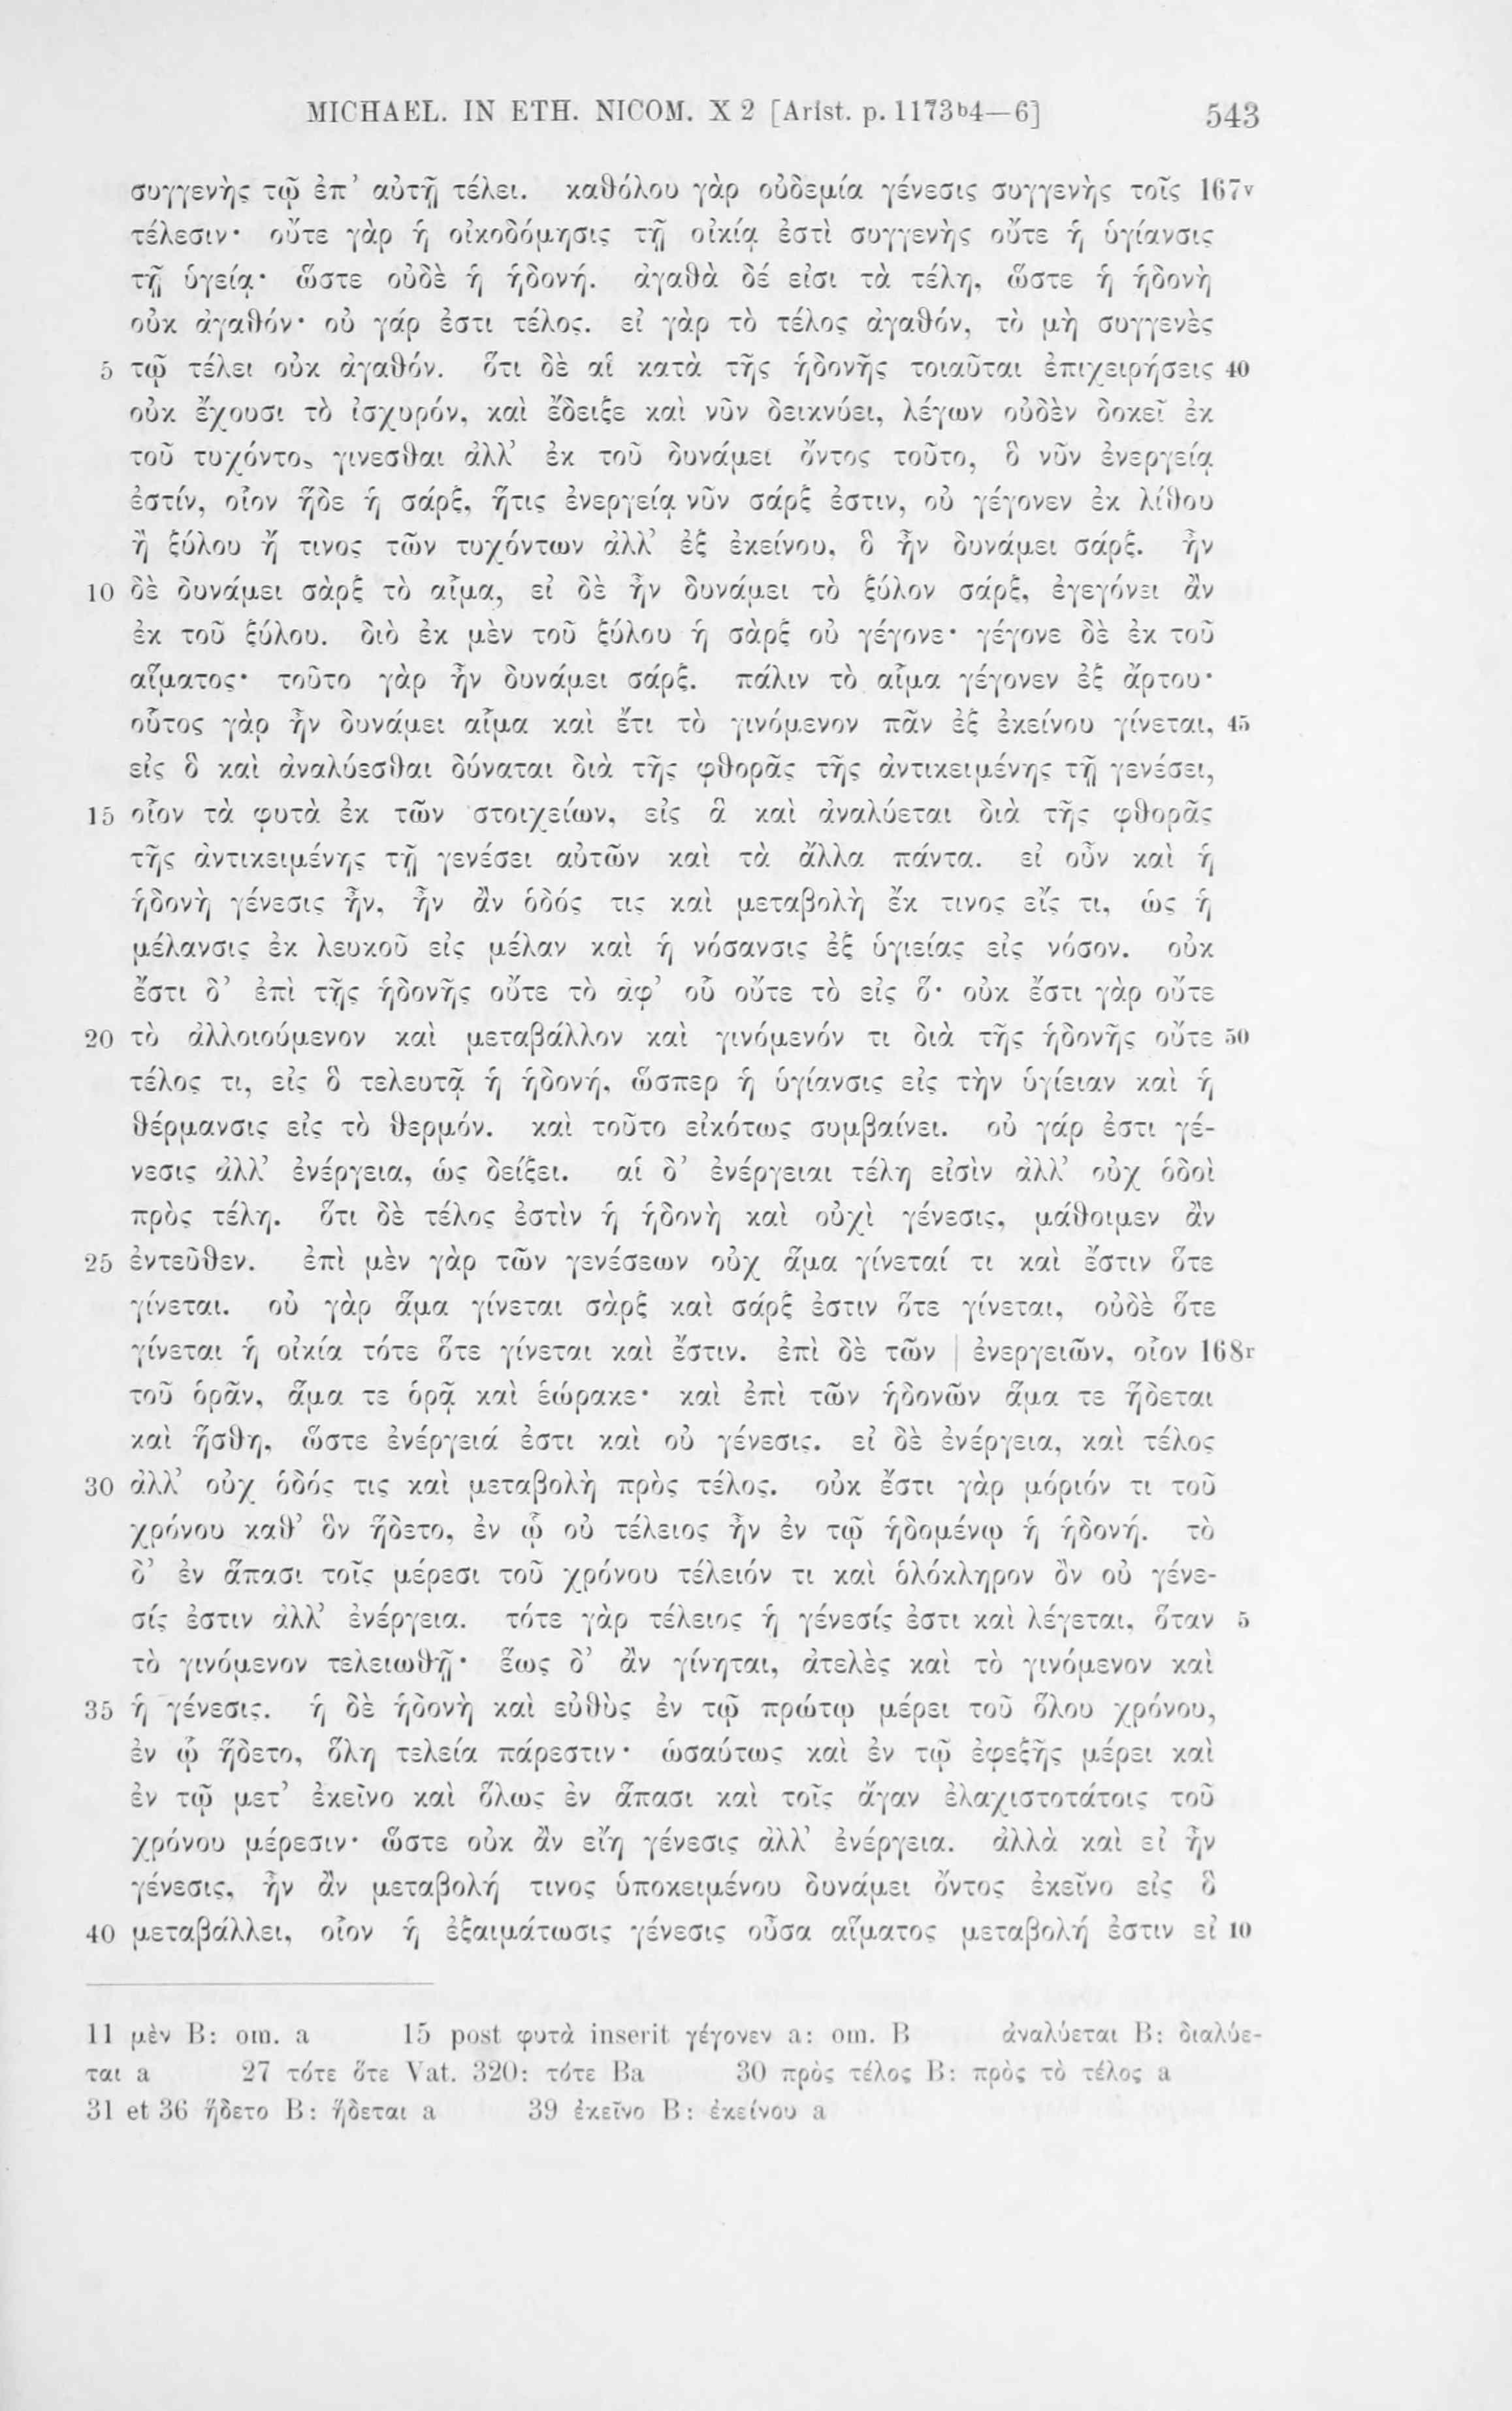 MICHAEL. IN ETH. NICOM. X 2 [Arist. p. 1173b4—6] 543
συγγενὴς τῷ ἐπ’ αὐτῇ τέλει. καθόλου γὰρ οὐδεμία γένεσις συγγενὴς τοῖς 167v
τέλεσιν· οὔτε γὰρ ἡ οἰκοδόμησις τῇ οἰκίᾳ ἐστὶ συγγενὴς οὔτε ἡ ὑγίανσις
τῇ ὑγείᾳ· ὥστε οὐδὲ ἡ ἡδονή. ἀγαθὰ δέ εἰσι τὰ τέλη, ὥστε ἡ ἡδονὴ
οὐκ ἀγαθόν· οὐ γάρ ἐστι τέλος. εἰ γὰρ τὸ τέλος ἀγαθόν, τὸ μὴ συγγενὲς
5 τῷ τέλει οὐκ ἀγαθόν. ὅτι δὲ αἱ κατὰ τῆς ἡδονῆς τοιαῦται ἐπιχειρήσεις 40
οὐκ ἔχουσι τὸ ἰσχυρόν, καὶ ἔδειξε καὶ νῦν δεικνύει, λέγων οὐδὲν δοκεῖ ἐκ
τοῦ τυχόντος γινεσθαι ἀλλ’ ἐκ τοῦ δυνάμει ὄντος τοῦτο, ὃ νῦν ἐνεργείᾳ
ἐστίν, οἷον ἥδε ἡ σάρξ, ἥτις ἐνεργείᾳ νῦν σάρξ ἐστιν, οὐ γέγονεν ἐκ λίθου
ἢ ξύλου ἤ τινος τῶν τυχόντων ἀλλ’ ἐξ ἐκείνου, ὃ ἦν δυνάμει σάρξ. ἦν
10 δὲ δυνάμει σὰρξ τὸ αἷμα, εἰ δὲ ἦν δυνάμει τὸ ξύλον σάρξ, ἐγεγόνει ἂν
ἐκ τοῦ ξύλου. διὸ ἐκ μὲν τοῦ ξύλου ἡ σὰρξ οὐ γέγονε· γέγονε δὲ ἐκ τοῦ
αἵματος· τοῦτο γὰρ ἦν δυνάμει σάρξ. πάλιν τὸ αἷμα γέγονεν ἐξ ἄρτου·
οὗτος γὰρ ἦν δυνάμει αἷμα καὶ ἔτι τὸ γινόμενον πᾶν ἐξ ἐκείνου γίνεται, 45
εἰς ὃ καὶ ἀναλύεσθαι δύναται διὰ τῆς φθορᾶς τῆς ἀντικειμένης τῇ γενέσει,
15 οἷον τὰ φυτὰ ἐκ τῶν στοιχείων, εἰς ἃ καὶ ἀναλύεται διὰ τῆς φθορᾶς
τῆς ἀντικειμένης τῇ γενέσει αὐτῶν καὶ τὰ ἄλλα πάντα. εἰ οὖν καὶ ἡ
ἡδονὴ γένεσις ἦν, ἦν ἂν ὁδός τις καὶ μεταβολὴ ἔκ τινος εἴς τι, ὡς ἡ
μέλανσις ἐκ λευκοῦ εἰς μέλαν καὶ ἡ νόσανσις ἐξ ὑγιείας εἰς νόσον. οὐκ
ἔστι δ’ ἐπὶ τῆς ἡδονῆς οὔτε τὸ ἀφ’ οὗ οὔτε τὸ εἰς ὅ· οὐκ ἔστι γὰρ οὔτε
20 τὸ ἀλλοιούμενον καὶ μεταβάλλον καὶ γινόμενόν τι διὰ τῆς ἡδονῆς οὔτε 50
τέλος τι, εἰς ὃ τελευτᾷ ἡ ἡδονή, ὥσπερ ἡ ὑγίανσις εἰς τὴν ὑγίειαν καὶ ἡ
θέρμανσις εἰς τὸ θερμόν. καὶ τοῦτο εἰκότως συμβαίνει. οὐ γάρ ἐστι γέ-
νεσις ἀλλ’ ἐνέργεια, ὡς δείξει. αἱ δ’ ἐνέργειαι τέλη εἰσὶν ἀλλ’ οὐχ ὁδοὶ
πρὸς τέλη. ὅτι δὲ τέλος ἐστὶν ἡ ἡδονὴ καὶ οὐχὶ γένεσις, μάθοιμεν ἂν
25 ἐντεῦθεν. ἐπὶ μὲν γὰρ τῶν γενέσεων οὐχ ἅμα γίνεταί τι καὶ ἔστιν ὅτε
γίνεται. οὐ γὰρ ἅμα γίνεται σὰρξ καὶ σάρξ ἐστιν ὅτε γίνεται, οὐδὲ ὅτε
γίνεται ἡ οἰκία τότε ὅτε γίνεται καὶ ἔστιν. ἐπὶ δὲ τῶν | ἐνεργειῶν, οἷον 168r
τοῦ ὁρᾶν, ἅμα τε ὁρᾷ καὶ ἑώρακε· καὶ ἐπὶ τῶν ἡδονῶν ἅμα τε ἥδεται
καὶ ἥσθη, ὥστε ἐνέργειά ἐστι καὶ οὐ γένεσις. εἰ δὲ ἐνέργεια, καὶ τέλος
30 ἀλλ’ οὐχ ὁδός τις καὶ μεταβολὴ πρὸς τέλος. οὐκ ἔστι γὰρ μόριόν τι τοῦ
χρόνου καθ’ ὃν ἥδετο, ἐν ᾧ οὐ τέλειος ἦν ἐν τῷ ἡδομένῳ ἡ ἡδονή. τὸ
δ’ ἐν ἅπασι τοῖς μέρεσι τοῦ χρόνου τέλειόν τι καὶ ὁλόκληρον ὂν οὐ γένε-
σίς ἐστιν ἀλλ’ ἐνέργεια. τότε γὰρ τέλειος ἡ γένεσίς ἐστι καὶ λέγεται, ὅταν 5
τὸ γινόμενον τελειωθῇ· ἕως δ’ ἂν γίνηται, ἀτελὲς καὶ τὸ γινόμενον καὶ
35 ἡ γένεσις. ἡ δὲ ἡδονὴ καὶ εὐθὺς ἐν τῷ πρώτῳ μέρει τοῦ ὅλου χρόνου,
ἐν ᾧ ἥδετο, ὅλη τελεία πάρεστιν· ὡσαύτως καὶ ἐν τῷ ἐφεξῆς μέρει καὶ
ἐν τῷ μετ’ ἐκεῖνο καὶ ὅλως ἐν ἅπασι καὶ τοῖς ἄγαν ἐλαχιστοτάτοις τοῦ
χρόνου μέρεσιν· ὥστε οὐκ ἂν εἴη γένεσις ἀλλ’ ἐνέργεια. ἀλλὰ καὶ εἰ ἦν
γένεσις, ἦν ἂν μεταβολή τινος ὑποκειμένου δυνάμει ὄντος ἐκεῖνο εἰς ὃ
40 μεταβάλλει, οἷον ἡ ἐξαιμάτωσις γένεσις οὖσα αἵματος μεταβολή ἐστιν εἰ 10
11 μὲν B: om. a 15 post φυτὰ inserit γέγονεν a: om. B ἀναλύεται B: διαλύε-
ται a 27 τότε ὅτε Vat. 320: τότε Ba 30 πρὸς τέλος B: πρὸς τὸ τέλος a
31 et 36 ἥδετο B: ἥδεται a 39 ἐκεῖνο B: ἐκείνου a